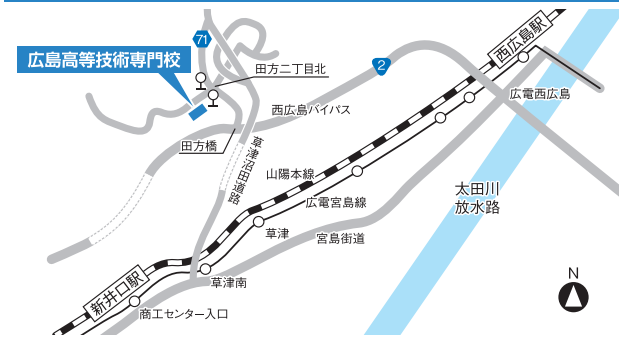 71
広島高等技術専門校
田方二丁目北
2
西広島駅
広電西広島
西広島バイパス
田方橋
草津沼田道路
山陽本線
広電宮島線
太田川
放水路
草津
宮島街道
草津南
新井口駅
商工センター入口
N